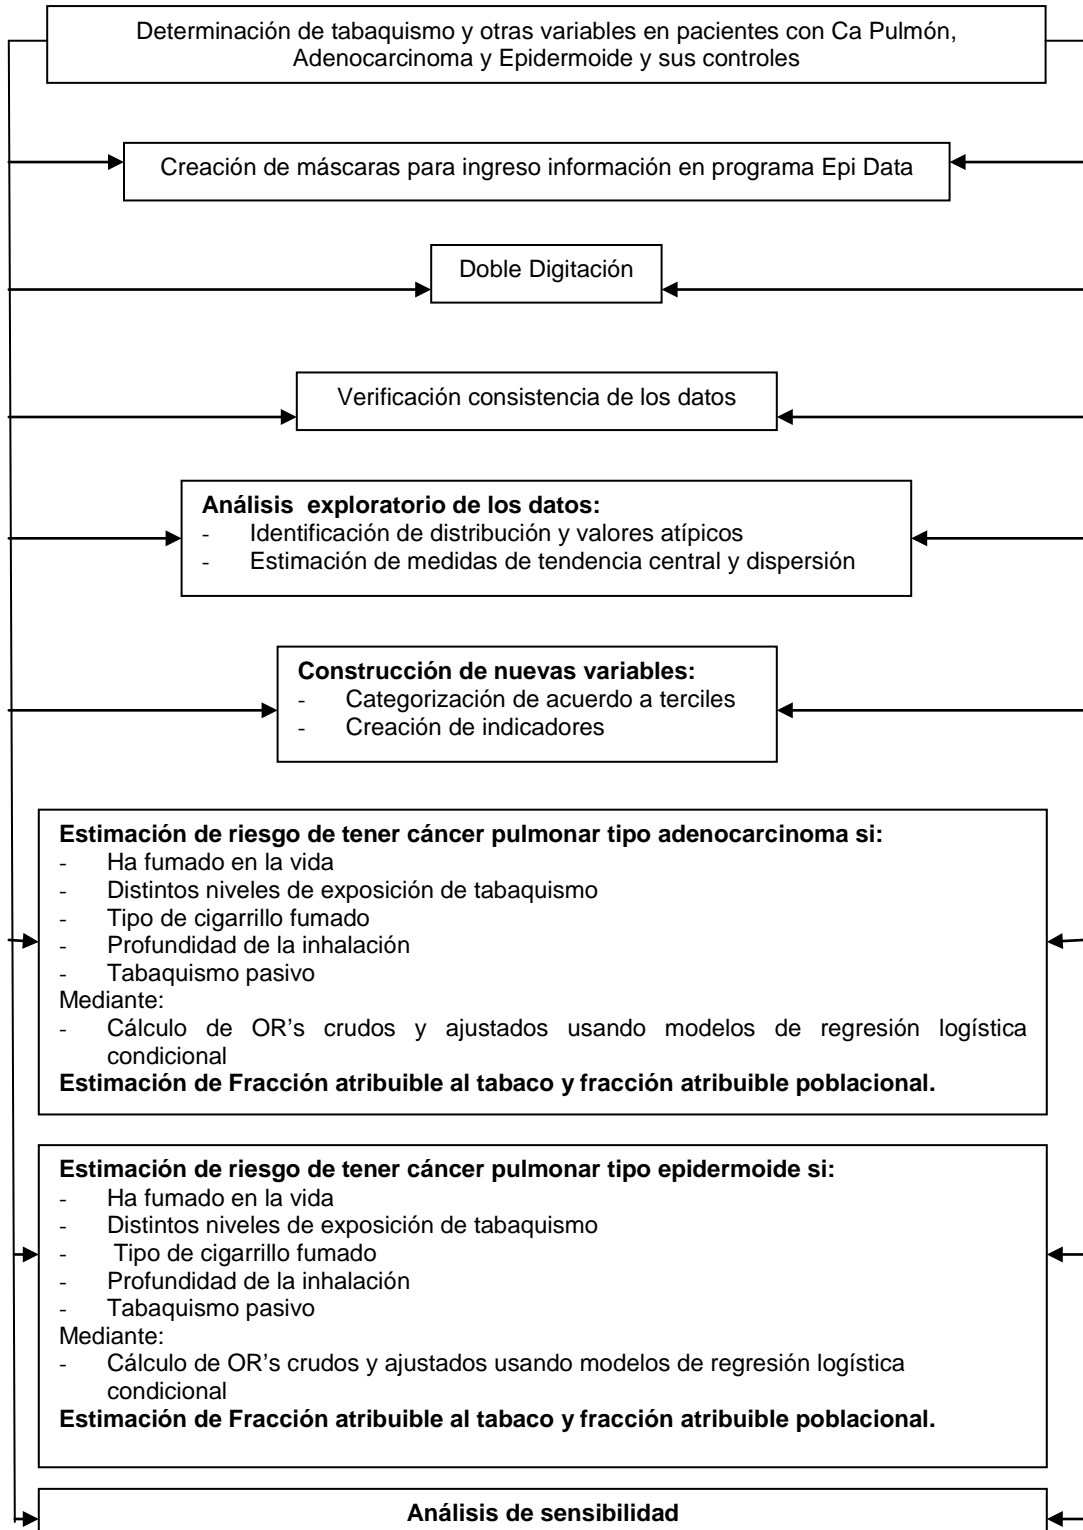 Determinación de tabaquismo y otras variables en pacientes con Ca Pulmón,
Adenocarcinoma y Epidermoide y sus controles
Creación de máscaras para ingreso información en programa Epi Data
Doble Digitación
Verificación consistencia de los datos
Análisis exploratorio de los datos:
- Identificación de distribución y valores atípicos
- Estimación de medidas de tendencia central y dispersión
Construcción de nuevas variables:
- Categorización de acuerdo a terciles
- Creación de indicadores
Estimación de riesgo de tener cáncer pulmonar tipo adenocarcinoma si:
- Ha fumado en la vida
- Distintos niveles de exposición de tabaquismo
- Tipo de cigarrillo fumado
- Profundidad de la inhalación
- Tabaquismo pasivo
Mediante:
- Cálculo de OR's crudos y ajustados usando modelos de regresión logística
condicional
Estimación de Fracción atribuible al tabaco y fracción atribuible poblacional.
Estimación de riesgo de tener cáncer pulmonar tipo epidermoide si:
- Ha fumado en la vida
- Distintos niveles de exposición de tabaquismo
- Tipo de cigarrillo fumado
- Profundidad de la inhalación
- Tabaquismo pasivo
Mediante:
- Cálculo de OR's crudos y ajustados usando modelos de regresión logística
condicional
Estimación de Fracción atribuible al tabaco y fracción atribuible poblacional.
Análisis de sensibilidad